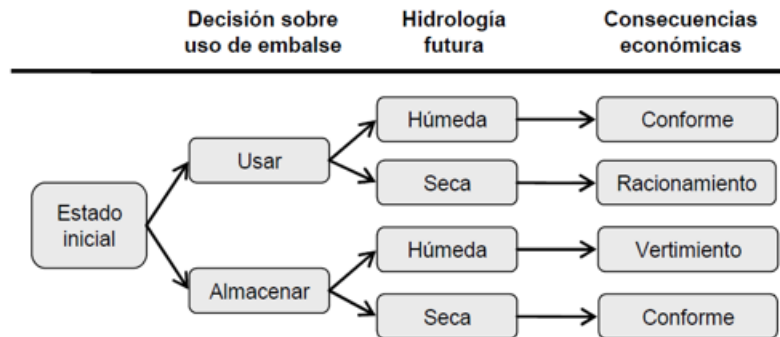 Decisión sobre
uso de embalse
Hidrología
futura
Consecuencias
económicas
Estado
inicial
Usar
Húmeda
Conforme
Seca
Racionamiento
Almacenar
Húmeda
Vertimiento
Seca
Conforme